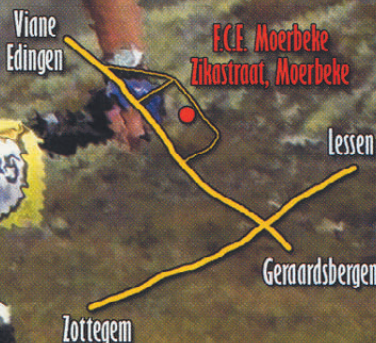 Viane
Edingen
F.C.E. Moerbeke
Zikastraat, Moerbeke
Lessen
Geraardsbergen
Zottegem